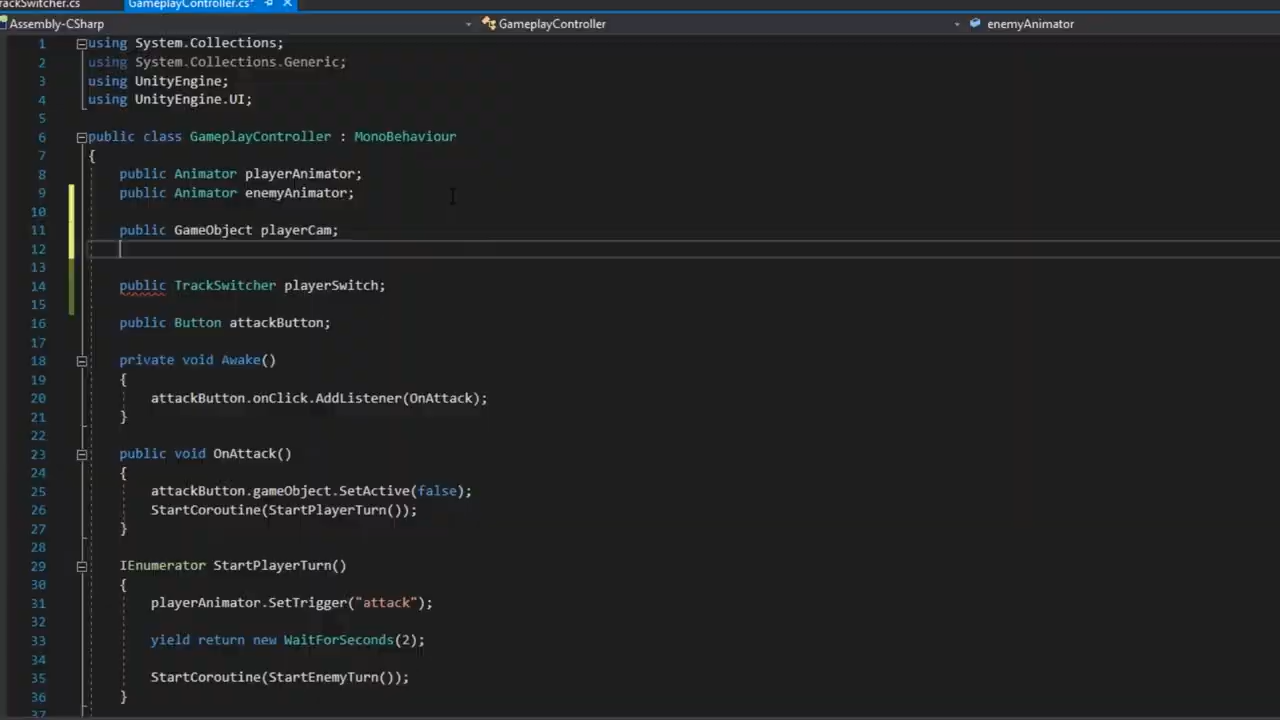 rackSwitcher.cs GameplayController.cs*
Assembly-CSharp GameplayController enemyAnimator
1 using System.Collections;
2 using System.Collections.Generic;
3 using UnityEngine;
4 using UnityEngine.UI;
5
6 public class GameplayController : MonoBehaviour
7 {
8 public Animator playerAnimator;
9 public Animator enemyAnimator;
10
11 public GameObject playerCam;
12
13
14 public TrackSwitcher playerSwitch;
15
16 public Button attackButton;
17
18 private void Awake()
19 {
20 attackButton.onClick.AddListener(OnAttack);
21 }
22
23 public void OnAttack()
24 {
25 attackButton.gameObject.SetActive(false);
26 StartCoroutine(StartPlayerTurn());
27 }
28
29 IEnumerator StartPlayerTurn()
30 {
31 playerAnimator.SetTrigger("attack");
32
33 yield return new WaitForSeconds(2);
34
35 StartCoroutine(StartEnemyTurn());
36 }
37